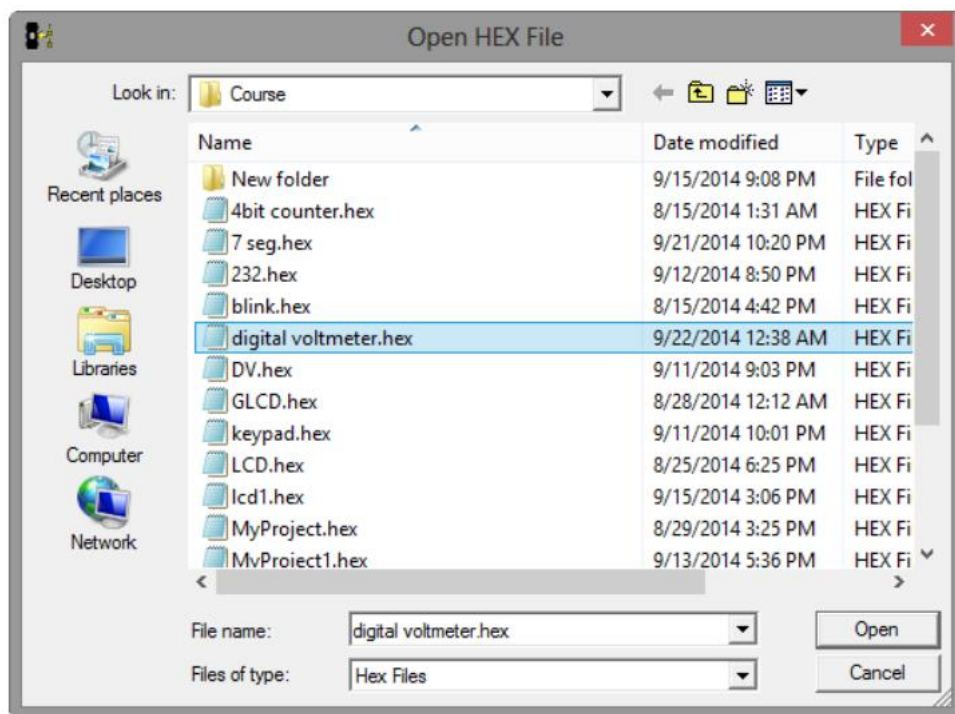 Open HEX File
Look in: Course
Name Date modified Type
New folder 9/15/2014 9:08 PM File fol
4bit counter.hex 8/15/2014 1:31 AM HEX Fi
7 seg.hex 9/21/2014 10:20 PM HEX Fi
232.hex 9/12/2014 8:50 PM HEX Fi
blink.hex 8/15/2014 4:42 PM HEX Fi
digital voltmeter.hex 9/22/2014 12:38 AM HEX Fi
DV.hex 9/11/2014 9:03 PM HEX Fi
GLCD.hex 8/28/2014 12:12 AM HEX Fi
keypad.hex 9/11/2014 10:01 PM HEX Fi
LCD.hex 8/25/2014 6:25 PM HEX Fi
lcd1.hex 9/15/2014 3:06 PM HEX Fi
MyProject.hex 8/29/2014 3:25 PM HEX Fi
MyProject1.hex 9/13/2014 5:36 PM HEX Fi
Recent places
Desktop
Libraries
Computer
Network
File name: digital voltmeter.hex Open
Files of type: Hex Files Cancel